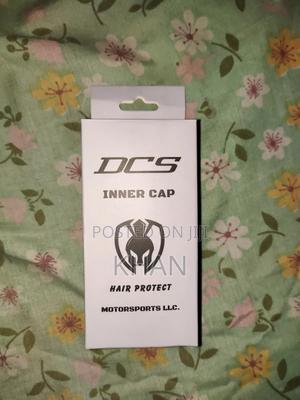 DCS
INNER CAP
POSTED ON JIJI
KHAN
HAIR PROTECT
MOTORSPORTS LLC.